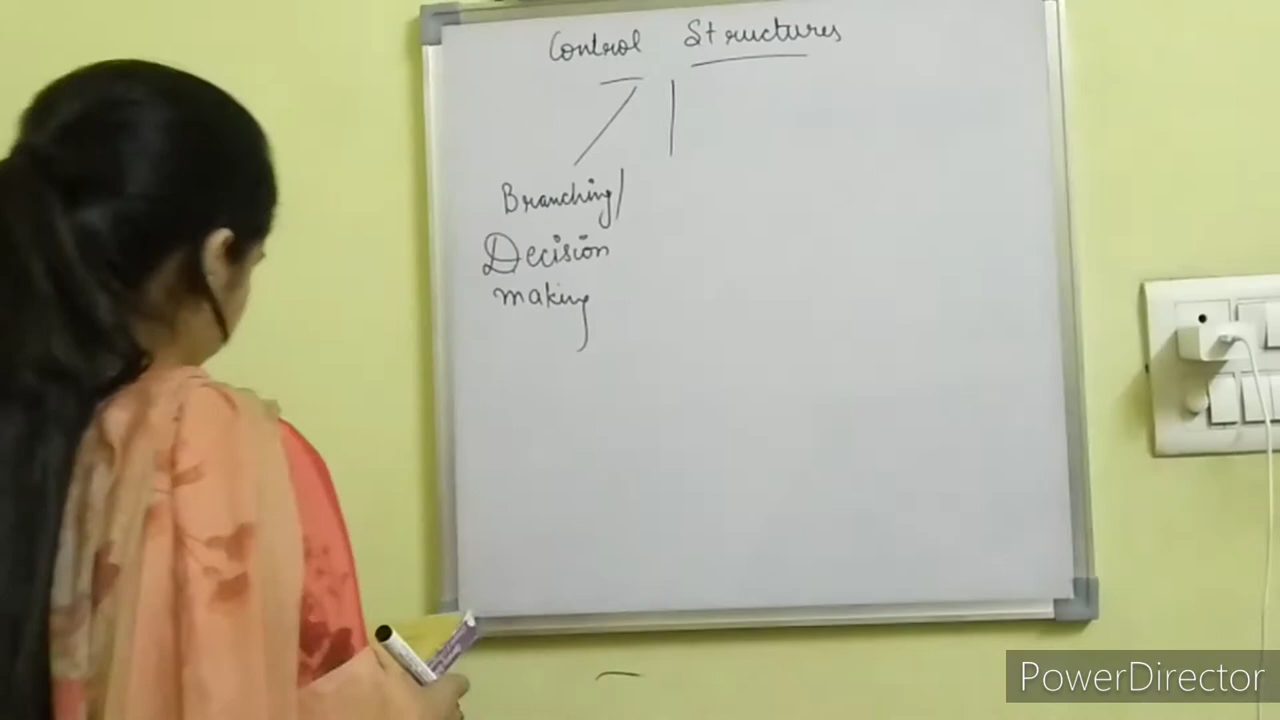 Control Structures
Branching/
Decision
making
PowerDirector